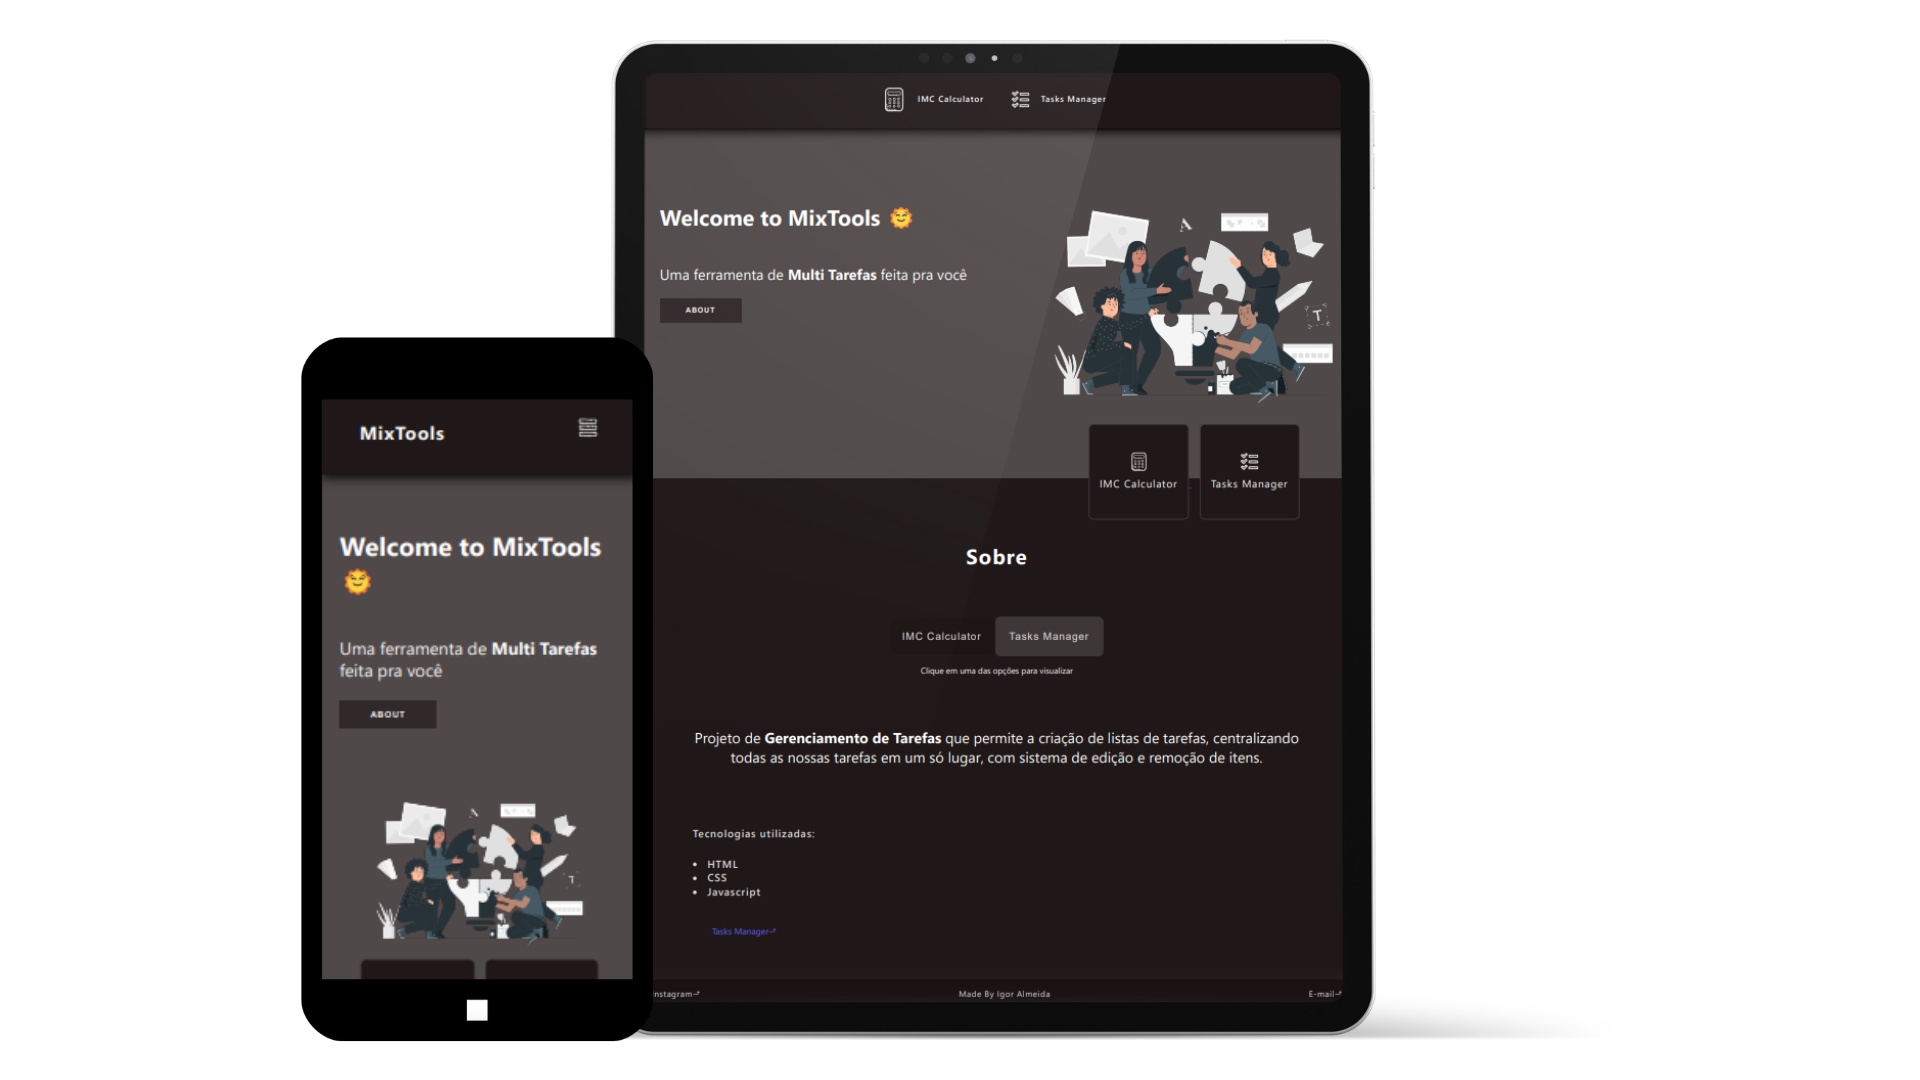 MixTools
Welcome to MixTools
Uma ferramenta de Multi Tarefas
feita pra você
ABOUT
A
T
IMC Calculator
Tasks Manager
Welcome to MixTools
Uma ferramenta de Multi Tarefas feita pra você
ABOUT
A
T
IMC Calculator
Tasks Manager
Sobre
IMC Calculator
Tasks Manager
Clique em uma das opções para visualizar
Projeto de Gerenciamento de Tarefas que permite a criação de listas de tarefas, centralizando
todas as nossas tarefas em um só lugar, com sistema de edição e remoção de itens.
Tecnologias utilizadas:
• HTML
• CSS
• Javascript
Tasks Manager
nstagram
Made By Igor Almeida
E-mail